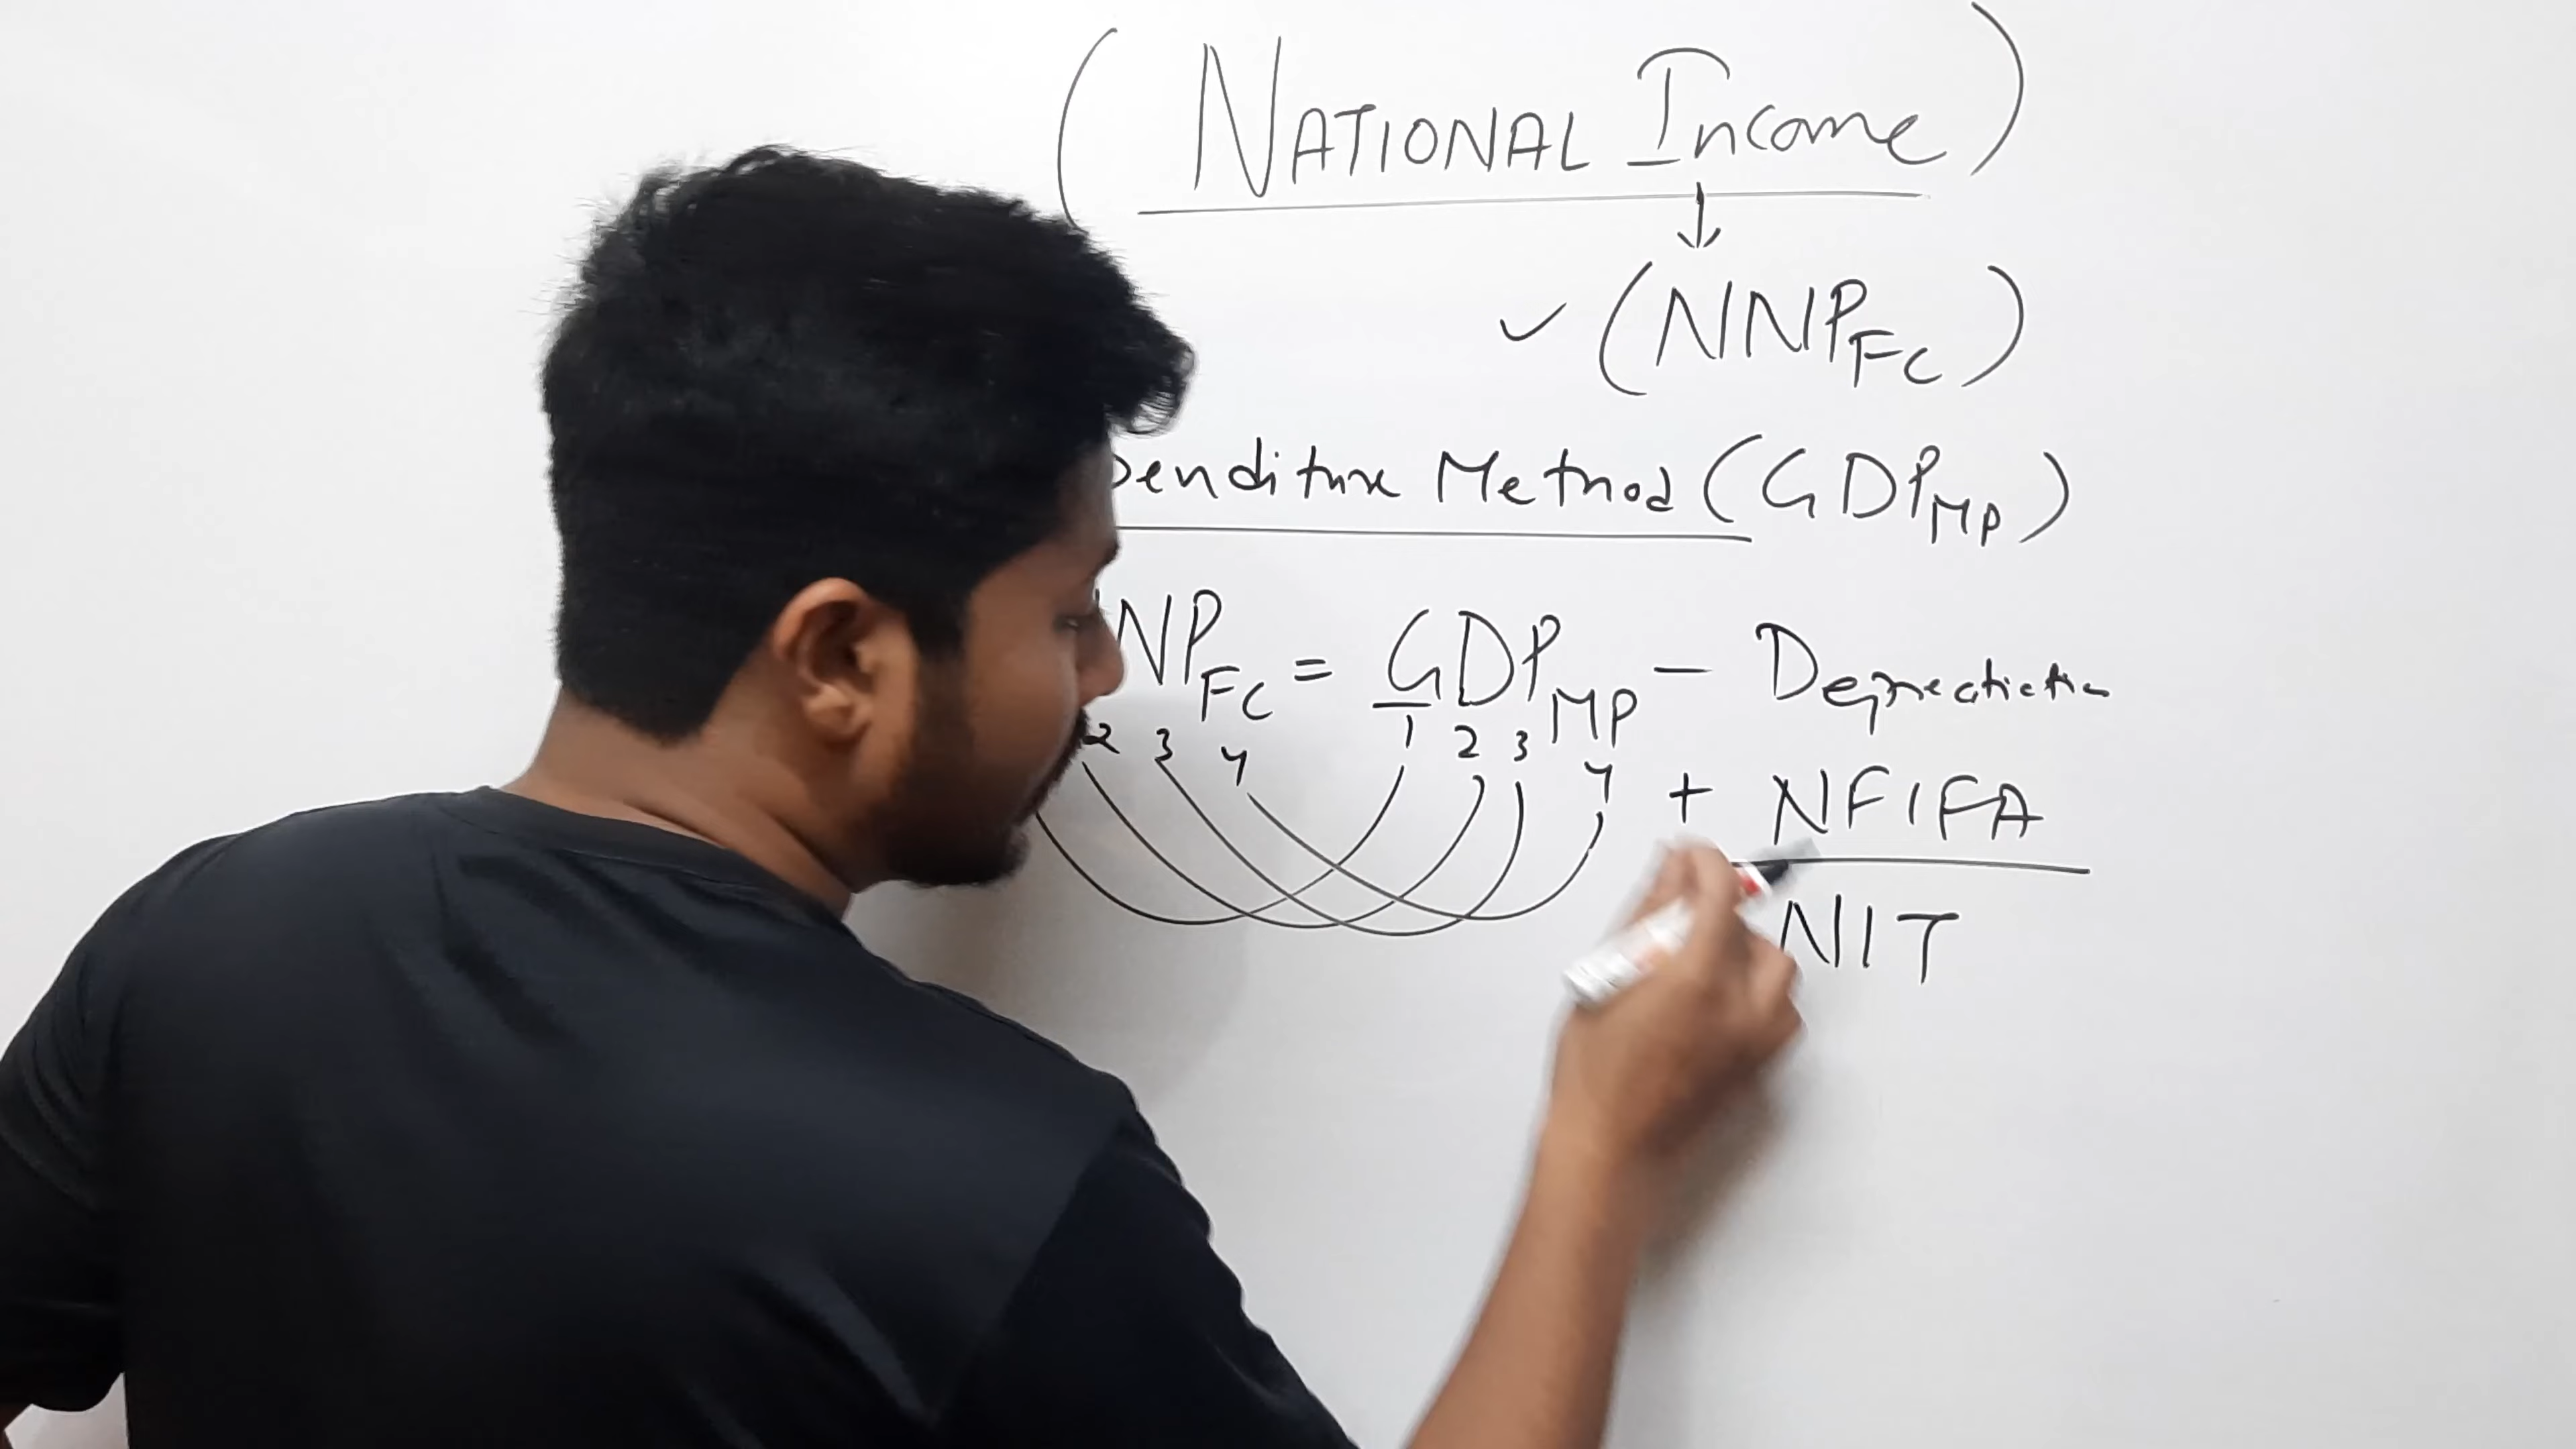 (NATIONAL Income)
↓
✓ (NNP FC)
penditure Method (GDP MP)
NP FC = GDP MP - Depreciation
2 3 4 1 2 3 4
+ NFIFA
NIT